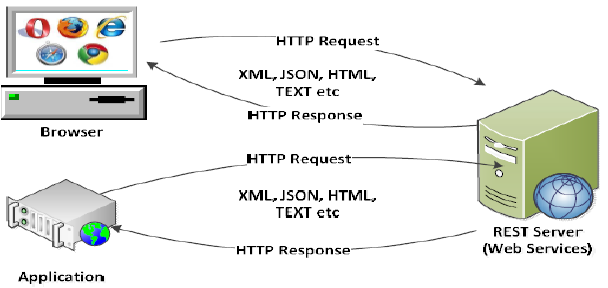 HTTP Request
XML, JSON, HTML,
TEXT etc
HTTP Response
Browser
HTTP Request
XML, JSON, HTML,
TEXT etc
HTTP Response
REST Server
(Web Services)
Application